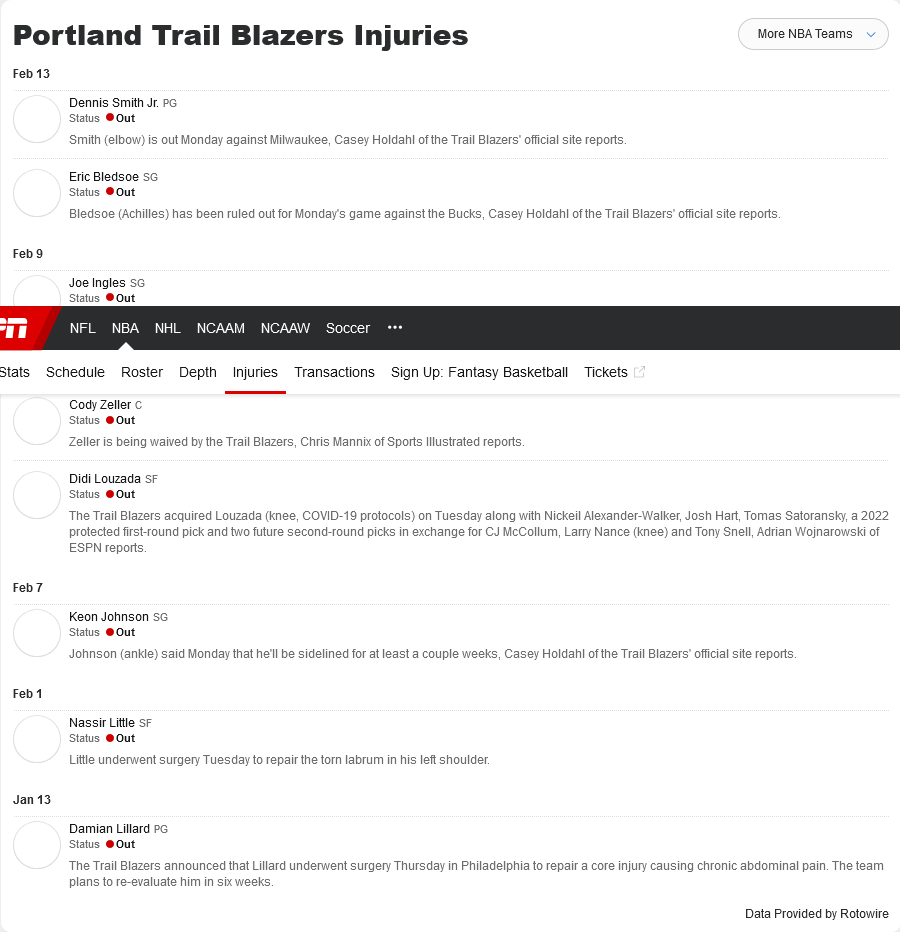 Portland Trail Blazers Injuries
More NBA Teams
Feb 13
Dennis Smith Jr. PG
Status Out
Smith (elbow) is out Monday against Milwaukee, Casey Holdahl of the Trail Blazers' official site reports.
Eric Bledsoe SG
Status Out
Bledsoe (Achilles) has been ruled out for Monday's game against the Bucks, Casey Holdahl of the Trail Blazers' official site reports.
Feb 9
Joe Ingles SG
Status Out
NFL NBA NHL NCAAM NCAAW Soccer •••
Stats Schedule Roster Depth Injuries Transactions Sign Up: Fantasy Basketball Tickets
Cody Zeller C
Status Out
Zeller is being waived by the Trail Blazers, Chris Mannix of Sports Illustrated reports.
Didi Louzada SF
Status Out
The Trail Blazers acquired Louzada (knee, COVID-19 protocols) on Tuesday along with Nickeil Alexander-Walker, Josh Hart, Tomas Satoransky, a 2022
protected first-round pick and two future second-round picks in exchange for CJ McCollum, Larry Nance (knee) and Tony Snell, Adrian Wojnarowski of
ESPN reports.
Feb 7
Keon Johnson SG
Status Out
Johnson (ankle) said Monday that he'll be sidelined for at least a couple weeks, Casey Holdahl of the Trail Blazers' official site reports.
Feb 1
Nassir Little SF
Status Out
Little underwent surgery Tuesday to repair the torn labrum in his left shoulder.
Jan 13
Damian Lillard PG
Status Out
The Trail Blazers announced that Lillard underwent surgery Thursday in Philadelphia to repair a core injury causing chronic abdominal pain. The team
plans to re-evaluate him in six weeks.
Data Provided by Rotowire